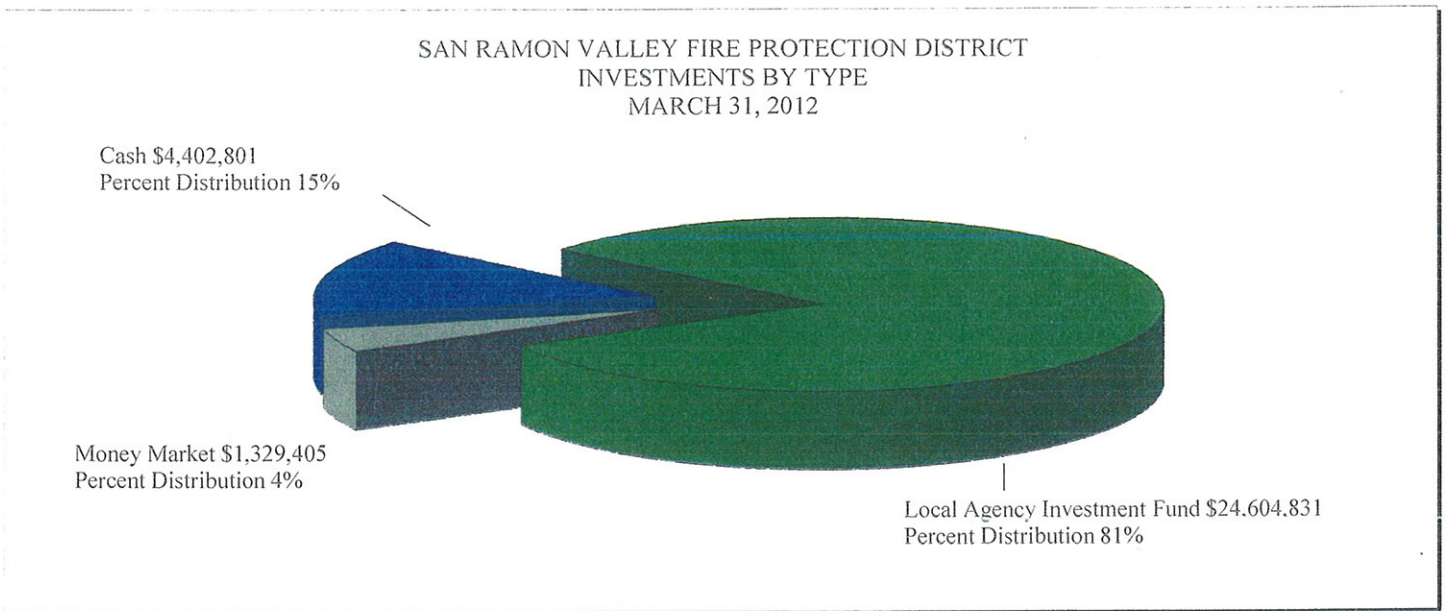 SAN RAMON VALLEY FIRE PROTECTION DISTRICT
INVESTMENTS BY TYPE
MARCH 31, 2012
Cash $4,402,801
Percent Distribution 15%
Money Market $1,329,405
Percent Distribution 4%
Local Agency Investment Fund $24.604.831
Percent Distribution 81%